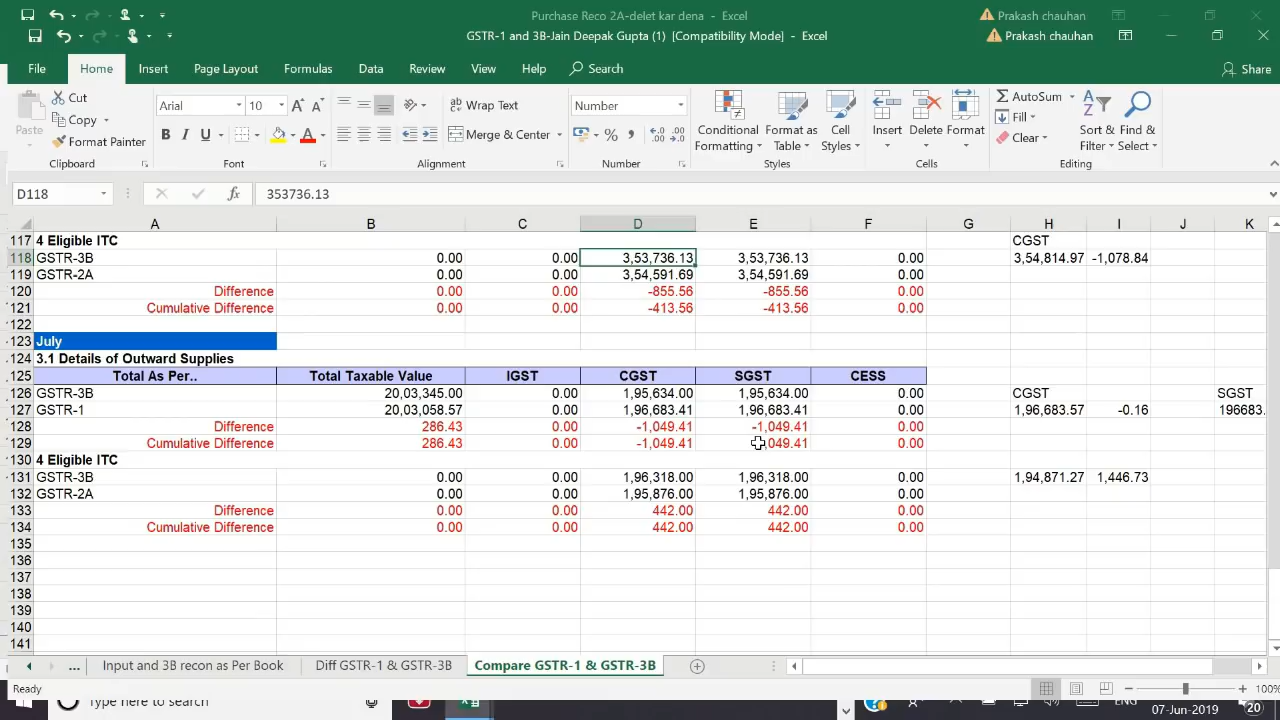 Purchase Reco 2A-delet kar dena - Excel
Prakash chauhan
GSTR-1 and 3B-Jain Deepak Gupta (1) [Compatibility Mode] - Excel
Prakash chauhan
File Home Insert Page Layout Formulas Data Review View Help Search Share
Cut
Copy
Format Painter
Paste
Clipboard
Arial 10
B I U
Font
Wrap Text
Merge & Center
Alignment
Number
Number
Conditional Formatting
Format as Table
Cell Styles
Styles
Insert Delete Format
Cells
AutoSum
Fill
Clear
Sort & Filter
Find & Select
Editing
D118 fx 353736.13
A B C D E F G H I J K
117 4 Eligible ITC CGST
118 GSTR-3B 0.00 0.00 3,53,736.13 3,53,736.13 0.00 3,54,814.97 -1,078.84
119 GSTR-2A 0.00 0.00 3,54,591.69 3,54,591.69 0.00
120 Difference 0.00 0.00 -855.56 -855.56 0.00
121 Cumulative Difference 0.00 0.00 -413.56 -413.56 0.00
122
123 July
124 3.1 Details of Outward Supplies
125 Total As Per.. Total Taxable Value IGST CGST SGST CESS
126 GSTR-3B 20,03,345.00 0.00 1,95,634.00 1,95,634.00 0.00 CGST SGST
127 GSTR-1 20,03,058.57 0.00 1,96,683.41 1,96,683.41 0.00 1,96,683.57 -0.16 196683.
128 Difference 286.43 0.00 -1,049.41 -1,049.41 0.00
129 Cumulative Difference 286.43 0.00 -1,049.41 ,049.41 0.00
130 4 Eligible ITC
131 GSTR-3B 0.00 0.00 1,96,318.00 1,96,318.00 0.00 1,94,871.27 1,446.73
132 GSTR-2A 0.00 0.00 1,95,876.00 1,95,876.00 0.00
133 Difference 0.00 0.00 442.00 442.00 0.00
134 Cumulative Difference 0.00 0.00 442.00 442.00 0.00
135
136
137
138
139
140
141
... Input and 3B recon as Per Book Diff GSTR-1 & GSTR-3B Compare GSTR-1 & GSTR-3B
Ready 100%
Type here to search ENG 07-Jun-2019 20